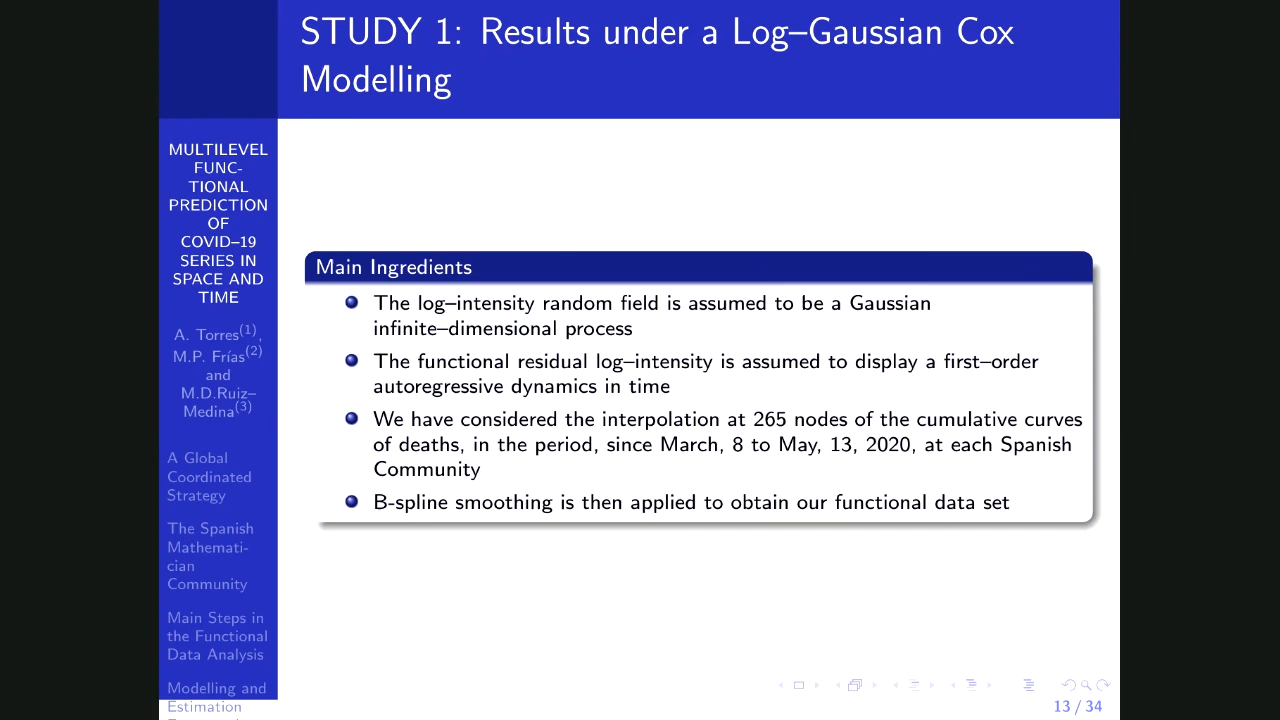 STUDY 1: Results under a Log–Gaussian Cox
Modelling
MULTILEVEL
FUNC-
TIONAL
PREDICTION
OF
COVID–19
SERIES IN
SPACE AND
TIME
A. Torres(1),
M.P. Frías(2)
and
M.D.Ruiz–
Medina(3)
A Global
Coordinated
Strategy
The Spanish
Mathemati-
cian
Community
Main Steps in
the Functional
Data Analysis
Modelling and
Estimation
Main Ingredients
The log–intensity random field is assumed to be a Gaussian
infinite–dimensional process
The functional residual log–intensity is assumed to display a first–order
autoregressive dynamics in time
We have considered the interpolation at 265 nodes of the cumulative curves
of deaths, in the period, since March, 8 to May, 13, 2020, at each Spanish
Community
B-spline smoothing is then applied to obtain our functional data set
13 / 34